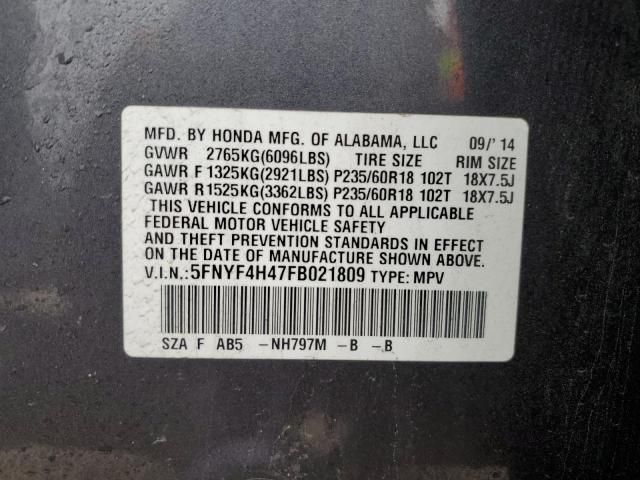 MFD. BY HONDA MFG. OF ALABAMA, LLC 09/' 14
GVWR 2765KG(6096LBS) TIRE SIZE RIM SIZE
GAWR F 1325KG(2921LBS) P235/60R18 102T 18X7.5J
GAWR R 1525KG(3362LBS) P235/60R18 102T 18X7.5J
THIS VEHICLE CONFORMS TO ALL APPLICABLE
FEDERAL MOTOR VEHICLE SAFETY
AND THEFT PREVENTION STANDARDS IN EFFECT
ON THE DATE OF MANUFACTURE SHOWN ABOVE.
V.I.N.:5FNYF4H47FB021809 TYPE: MPV
SZA F AB5 -NH797M -B -B